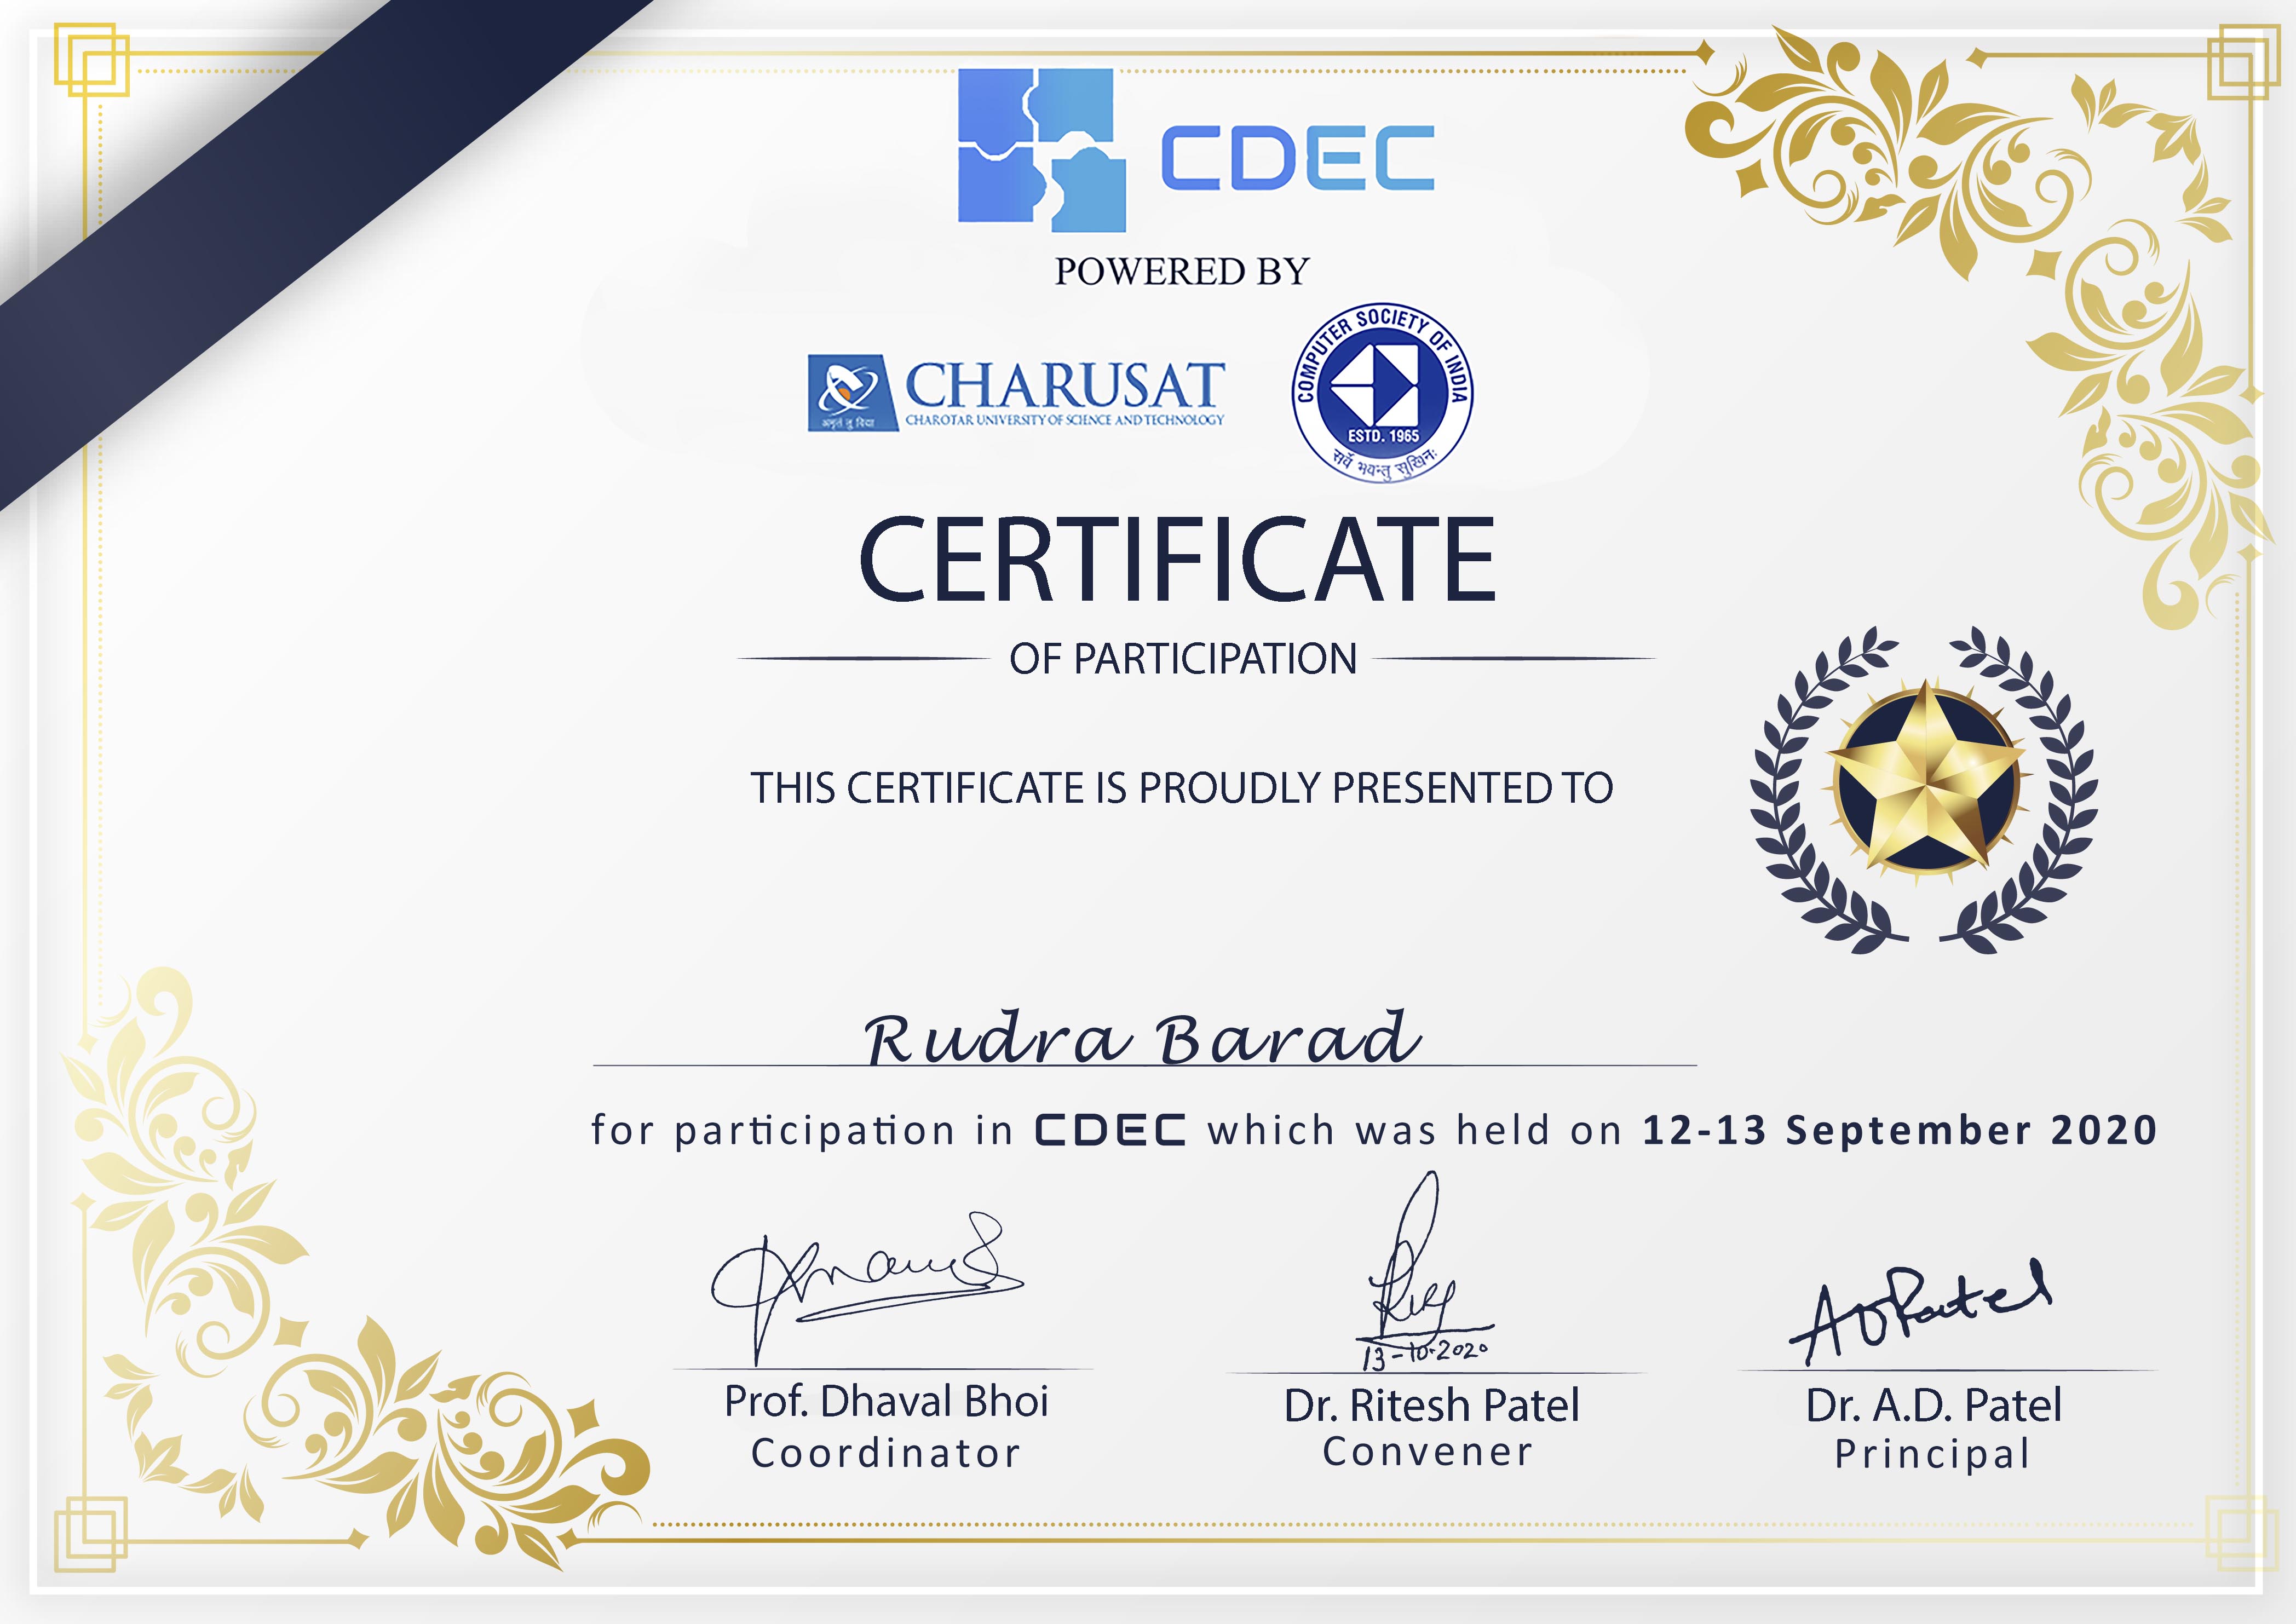 CDEC
POWERED BY
CHARUSAT
CHAROTAR UNIVERSITY OF SCIENCE AND TECHNOLOGY
अमृतं तु विद्या
COMPUTER SOCIETY OF INDIA
ESTD. 1965
सर्वे भवन्तु सुखिनः
CERTIFICATE
OF PARTICIPATION
THIS CERTIFICATE IS PROUDLY PRESENTED TO
Rudra Barad
for participation in CDEC which was held on 12-13 September 2020
ADPatel
13-10-2020
Prof. Dhaval Bhoi
Dr. Ritesh Patel
Dr. A.D. Patel
Coordinator
Convener
Principal